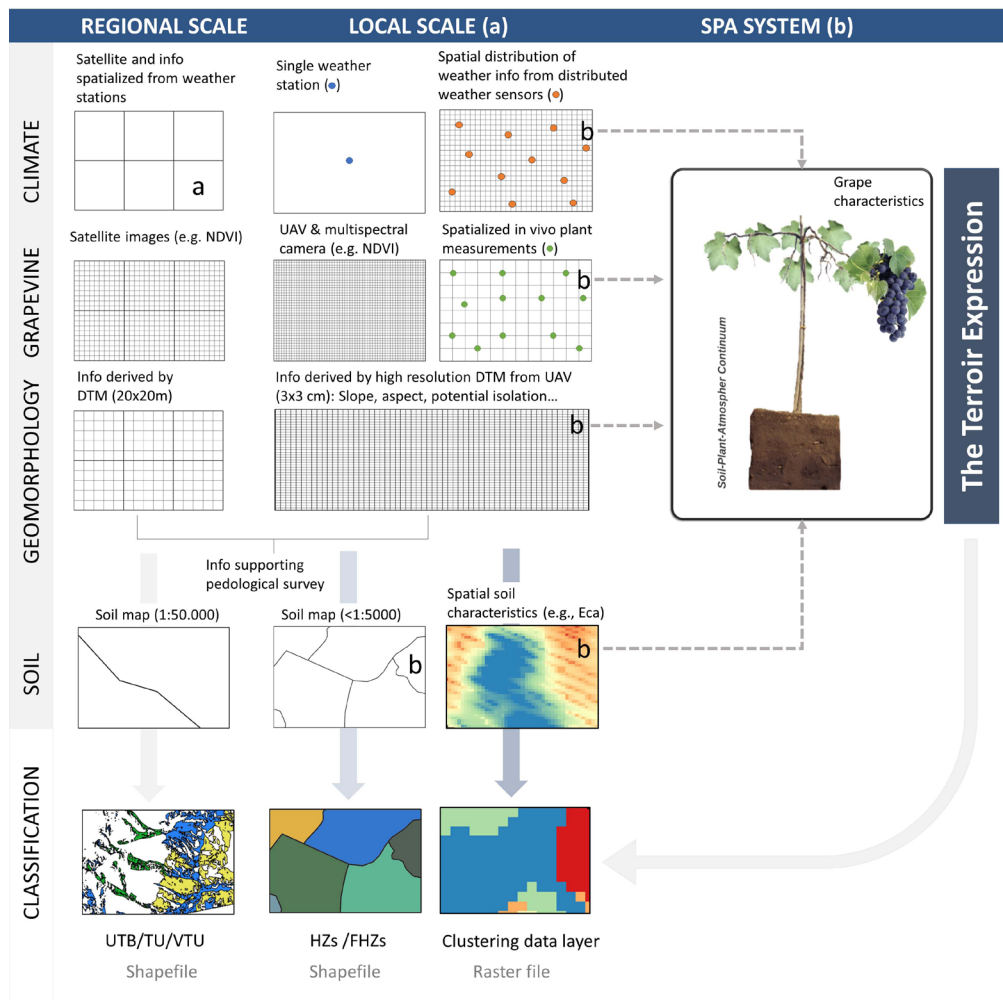 REGIONAL SCALE
LOCAL SCALE (a)
SPA SYSTEM (b)
CLIMATE
Satellite and info
spatialized from weather
stations
a
Single weather
station ( )
Spatial distribution of
weather info from distributed
weather sensors ( )
b
GRAPEVINE
Satellite images (e.g. NDVI)
UAV & multispectral
camera (e.g. NDVI)
Spatialized in vivo plant
measurements ( )
b
GEOMORPHOLOGY
Info derived by
DTM (20x20m)
Info derived by high resolution DTM from UAV
(3x3 cm): Slope, aspect, potential isolation...
b
Grape
characteristics
Soil-Plant-Atmospher Continuum
The Terroir Expression
Info supporting
pedological survey
SOIL
Soil map (1:50.000)
Soil map (<1:5000)
b
Spatial soil
characteristics (e.g., Eca)
b
CLASSIFICATION
UTB/TU/VTU
Shapefile
HZs /FHZs
Shapefile
Clustering data layer
Raster file